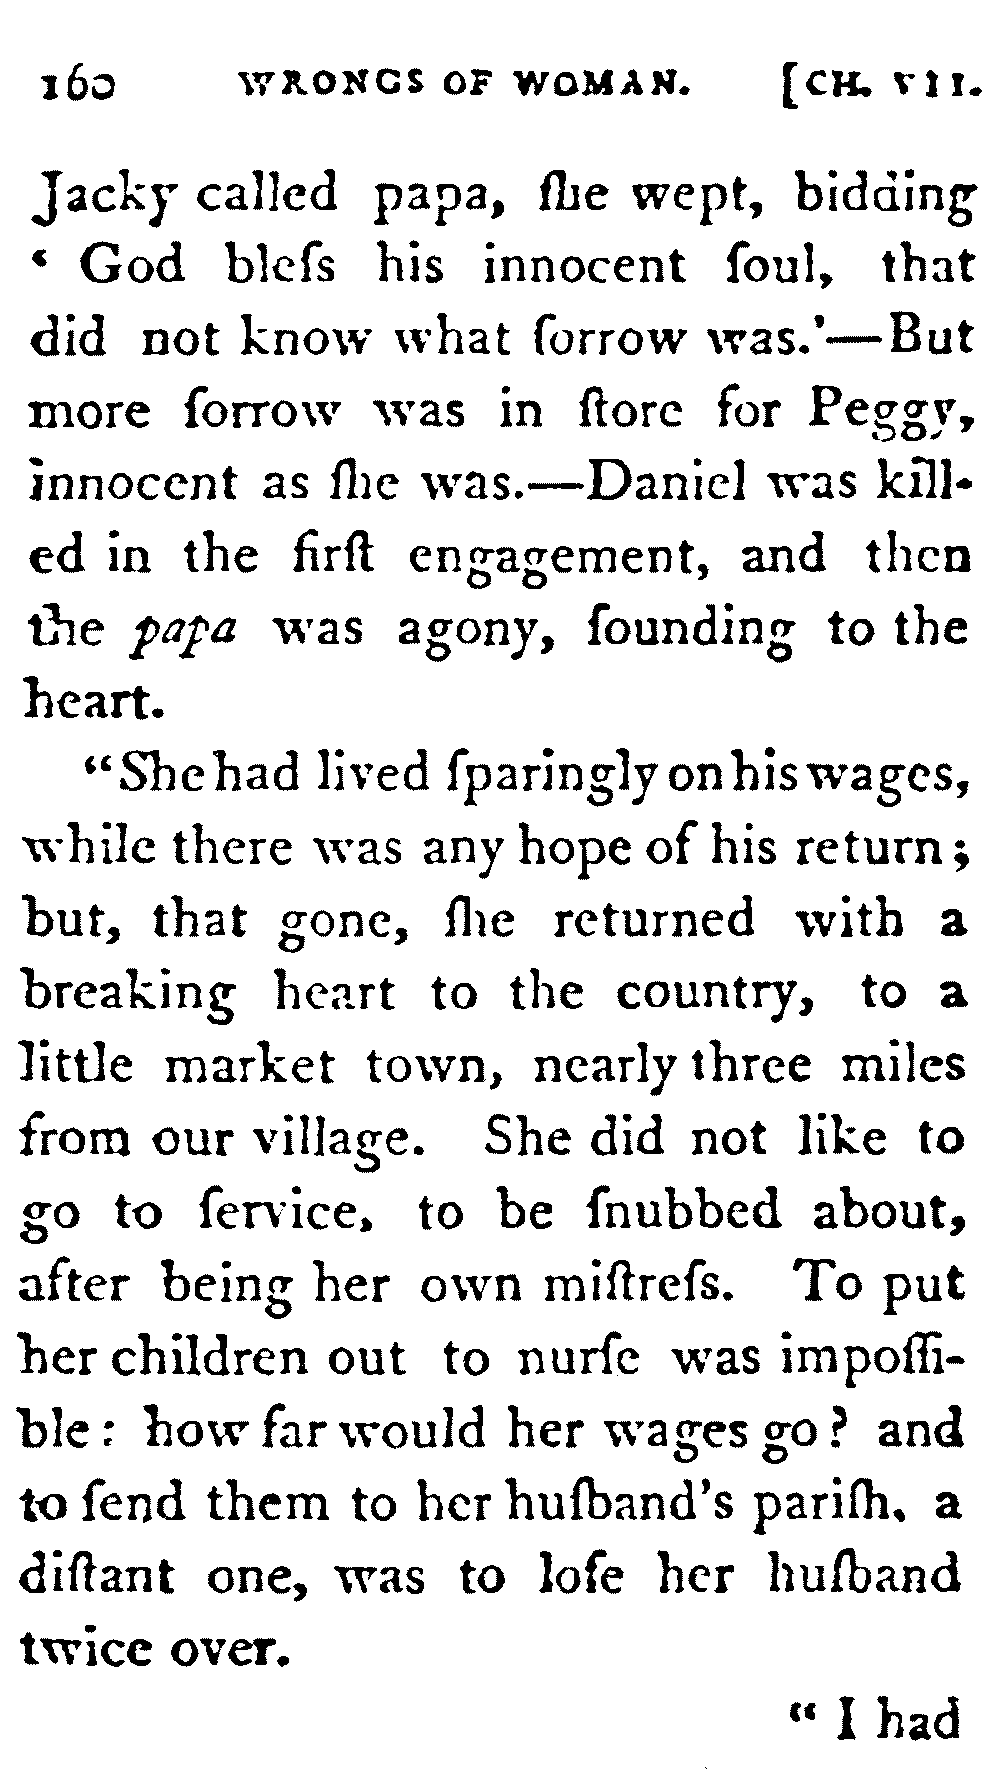 160 WRONGS OF WOMAN. [CH. VII.
Jacky called papa, ſhe wept, bidding
‘ God bleſs his innocent ſoul, that
did not know what ſorrow was.’—But
more ſorrow was in ſtore for Peggy,
innocent as ſhe was.—Daniel was kill-
ed in the firſt engagement, and then
the papa was agony, ſounding to the
heart.
“She had lived ſparingly on his wages,
while there was any hope of his return;
but, that gone, ſhe returned with a
breaking heart to the country, to a
little market town, nearly three miles
from our village. She did not like to
go to ſervice, to be ſnubbed about,
after being her own miſtreſs. To put
her children out to nurſe was impoſſi-
ble: how far would her wages go? and
to ſend them to her huſband’s pariſh, a
diſtant one, was to loſe her huſband
twice over.
“ I had